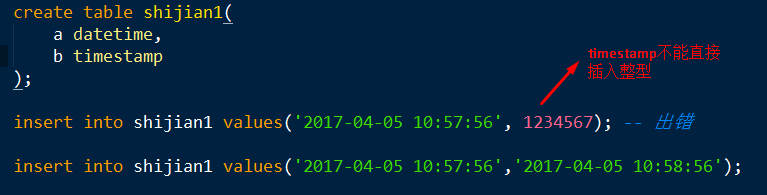 create table shijian1(
a datetime,
b timestamp
);
timestamp不能直接
插入整型
insert into shijian1 values('2017-04-05 10:57:56', 1234567); -- 出错
insert into shijian1 values('2017-04-05 10:57:56','2017-04-05 10:58:56');